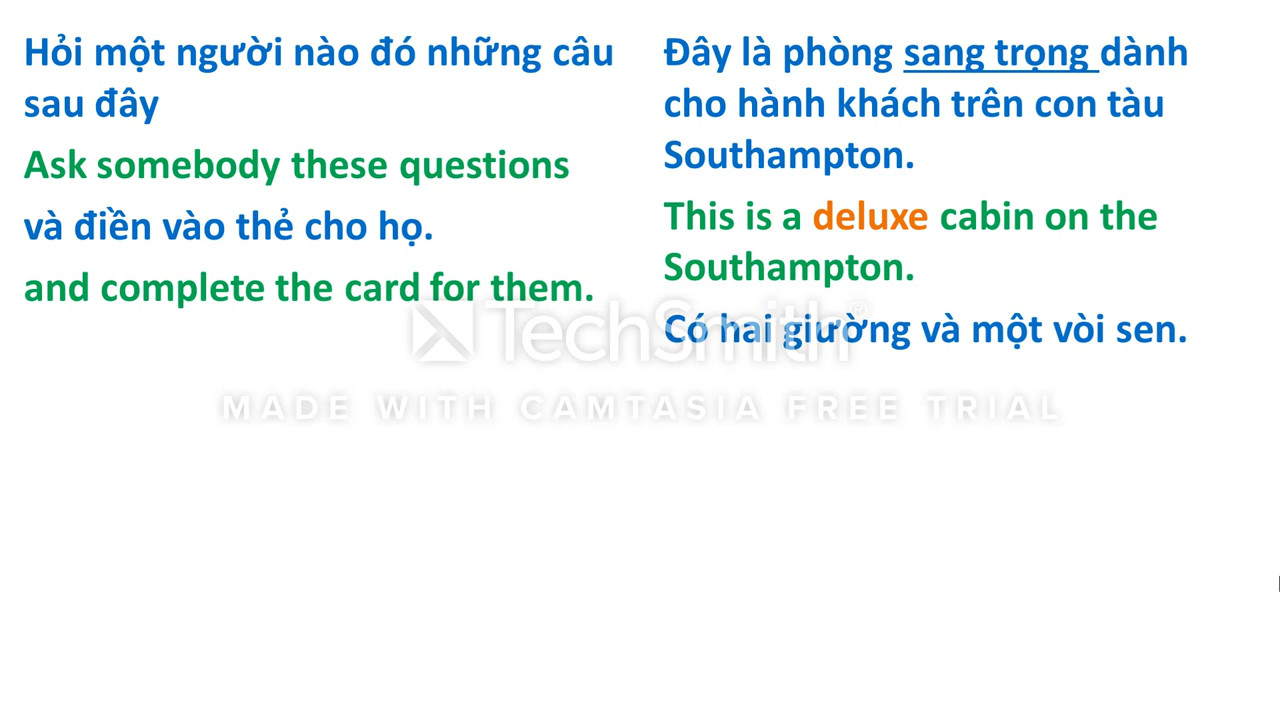 Hỏi một người nào đó những câu
sau đây
Ask somebody these questions
và điền vào thẻ cho họ.
and complete the card for them.
Đây là phòng sang trọng dành
cho hành khách trên con tàu
Southampton.
This is a deluxe cabin on the
Southampton.
Có hai giường và một vòi sen.
TechSmith®
MADE WITH CAMTASIA FREE TRIAL